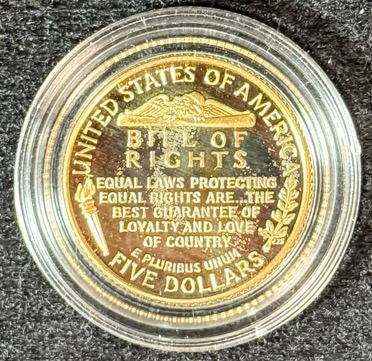 UNITED STATES OF AMERICA
BILL OF
RIGHTS
EQUAL LAWS PROTECTING
EQUAL RIGHTS ARE...THE
BEST GUARANTEE OF
LOYALTY AND LOVE
OF COUNTRY
E PLURIBUS UNUM
FIVE DOLLARS